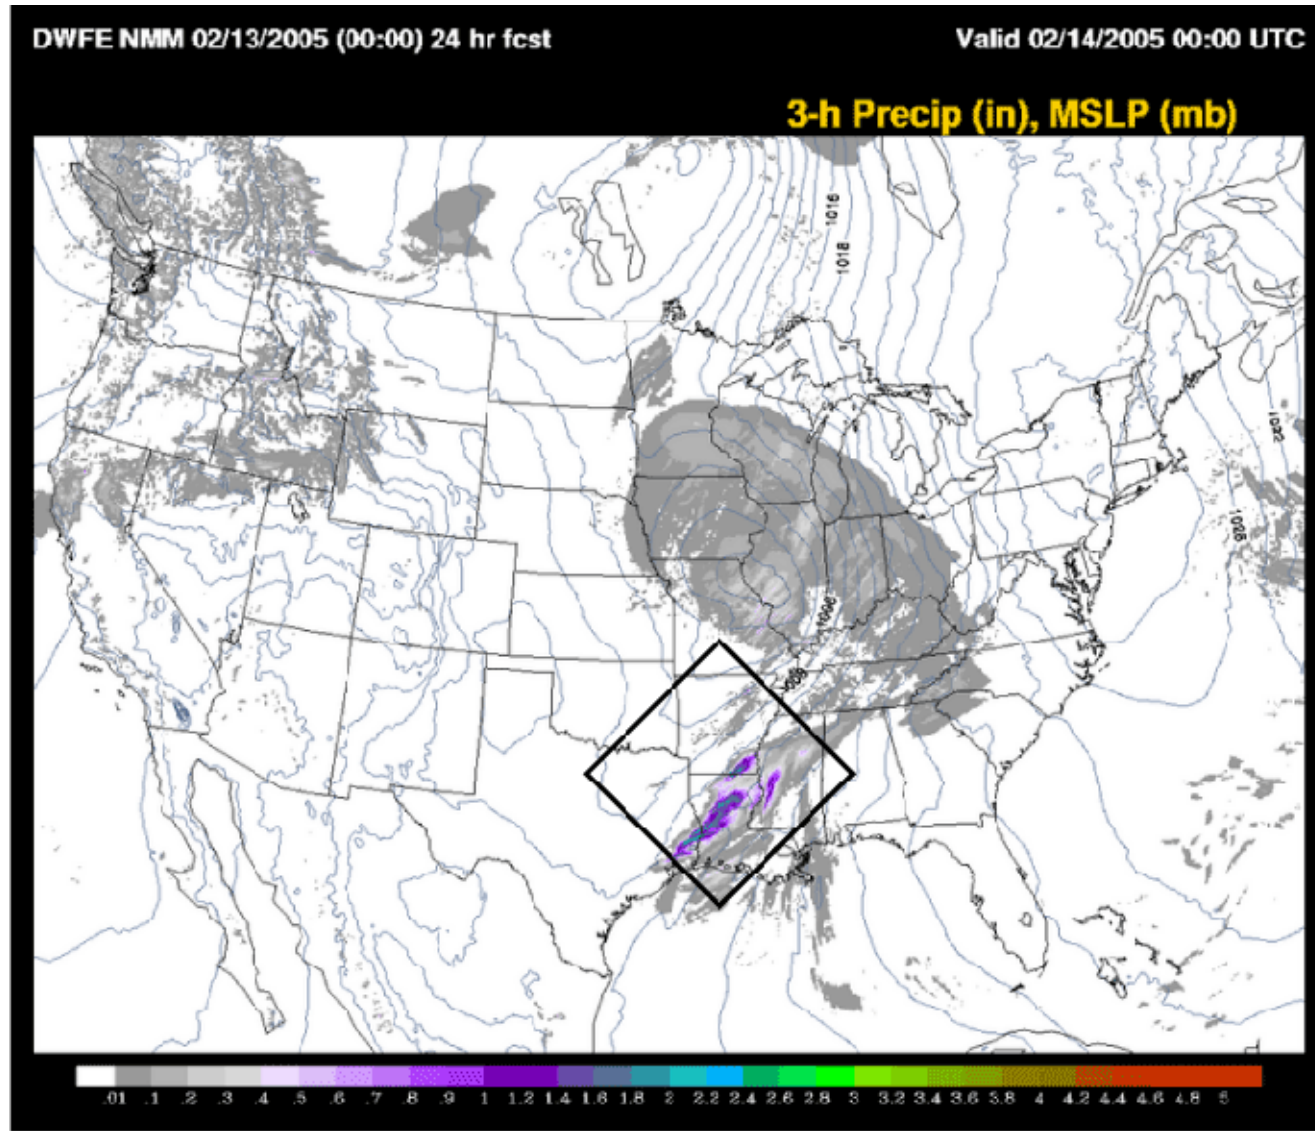 DWFE NMM 02/13/2005 (00:00) 24 hr fcst
Valid 02/14/2005 00:00 UTC
3-h Precip (in), MSLP (mb)
1016
1018
1022
1026
.01 .1 .2 .3 .4 .5 .6 .7 .8 .9 1 1.2 1.4 1.6 1.8 2 2.2 2.4 2.6 2.8 3 3.2 3.4 3.6 3.8 4 4.2 4.4 4.6 4.8 5